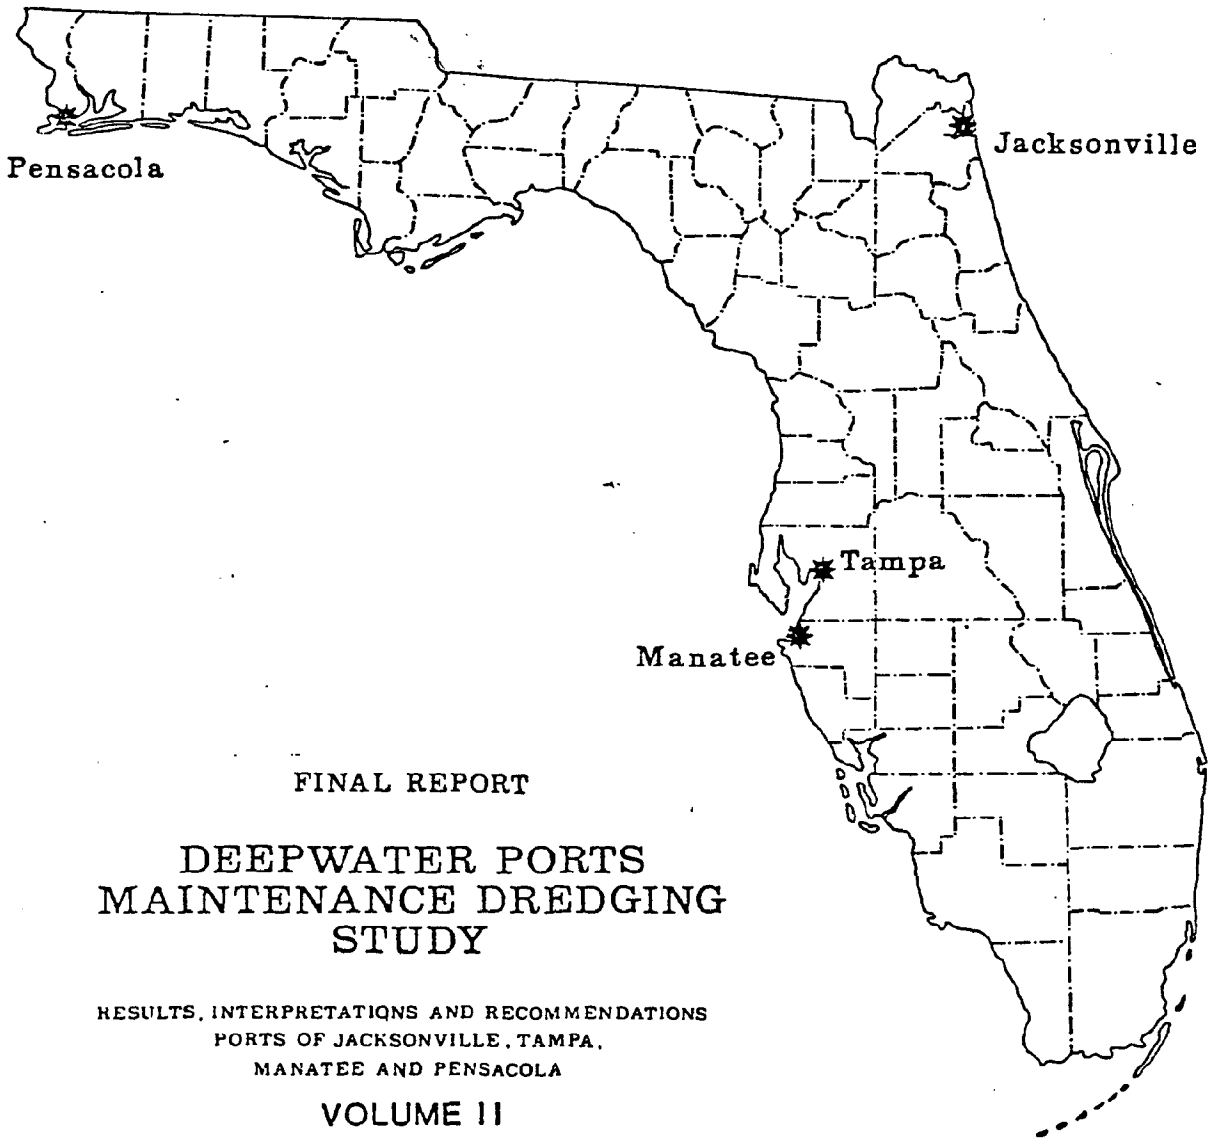 Pensacola
Jacksonville
Tampa
Manatee
FINAL REPORT
DEEPWATER PORTS
MAINTENANCE DREDGING
STUDY
RESULTS, INTERPRETATIONS AND RECOMMENDATIONS
PORTS OF JACKSONVILLE, TAMPA,
MANATEE AND PENSACOLA
VOLUME II